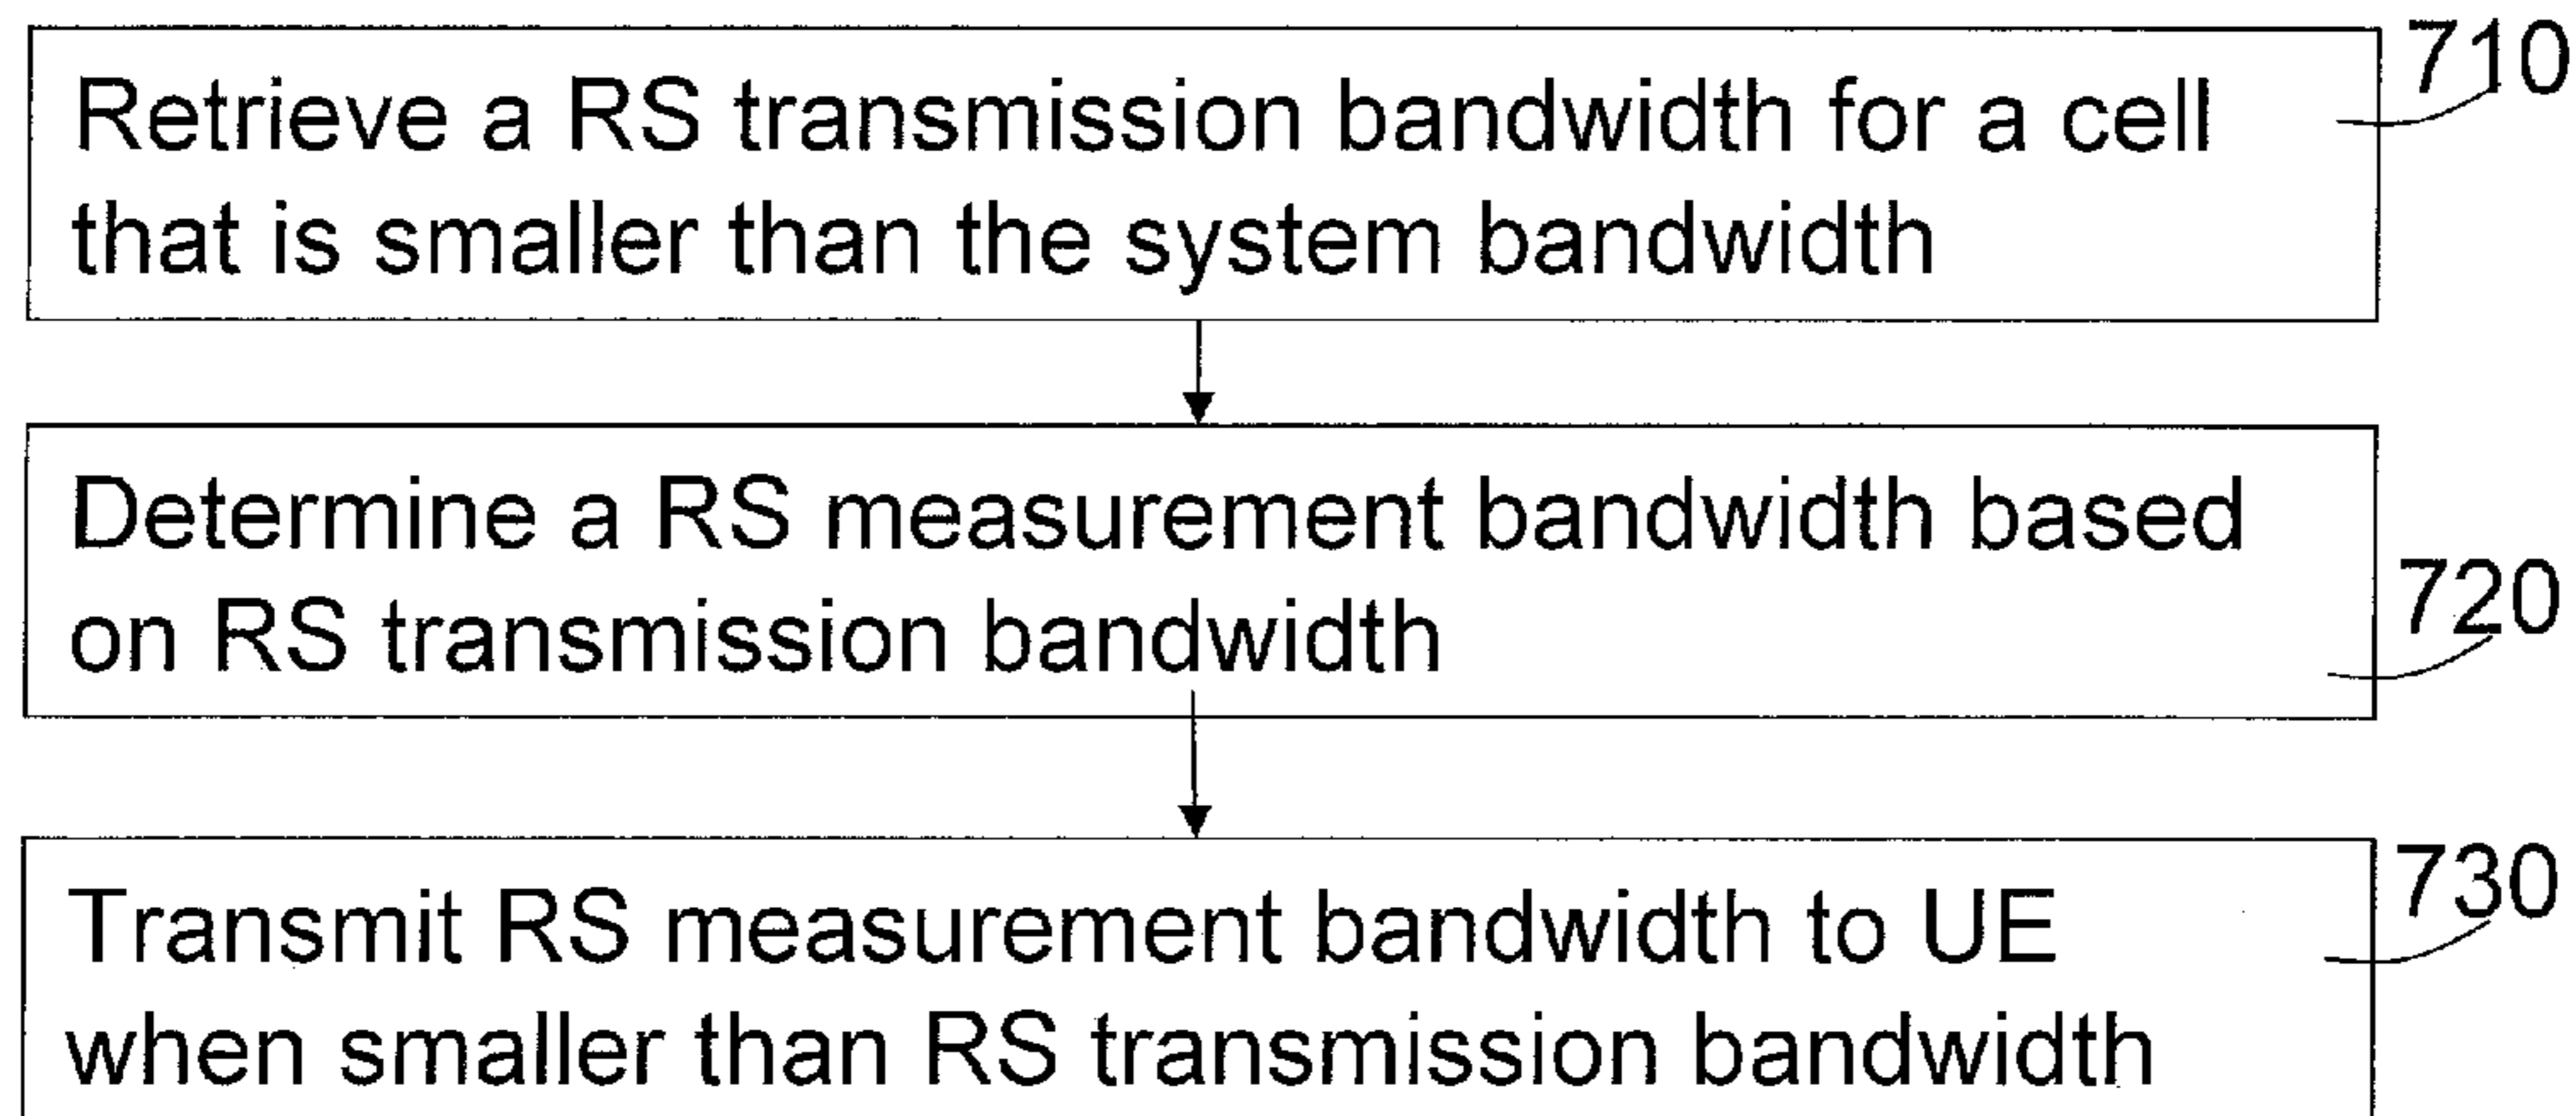 Retrieve a RS transmission bandwidth for a cell
that is smaller than the system bandwidth
710
Determine a RS measurement bandwidth based
on RS transmission bandwidth
720
Transmit RS measurement bandwidth to UE
when smaller than RS transmission bandwidth
730